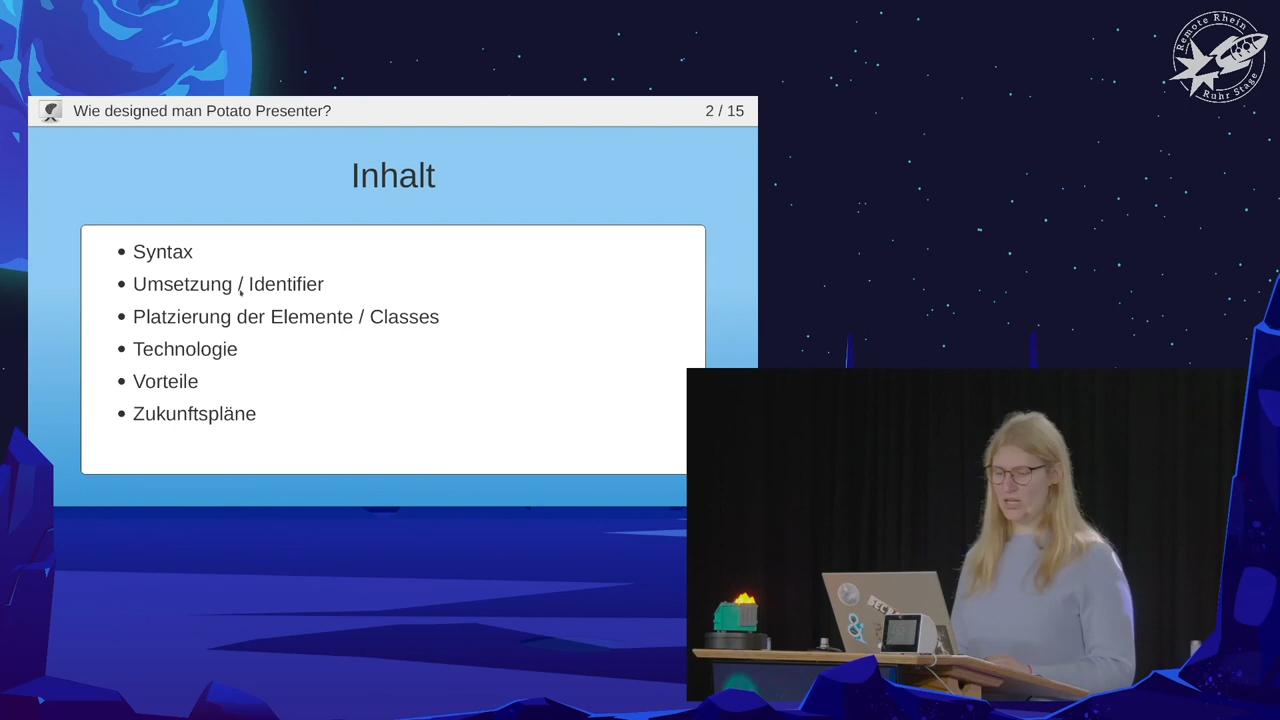 Remote Rhein
Ruhr Stage
Wie designed man Potato Presenter?
2 / 15
Inhalt
• Syntax
• Umsetzung / Identifier
• Platzierung der Elemente / Classes
• Technologie
• Vorteile
• Zukunftspläne